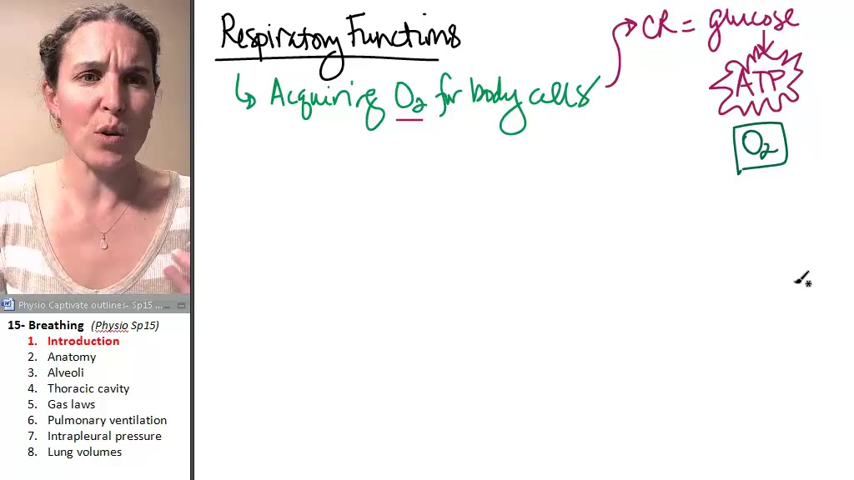 Respiratory Functions
↳ Acquiring O2 for body cells
CR = glucose
ATP
O2
Physio Captivate outlines- Sp15 ...
15- Breathing (Physio Sp15)
1. Introduction
2. Anatomy
3. Alveoli
4. Thoracic cavity
5. Gas laws
6. Pulmonary ventilation
7. Intrapleural pressure
8. Lung volumes